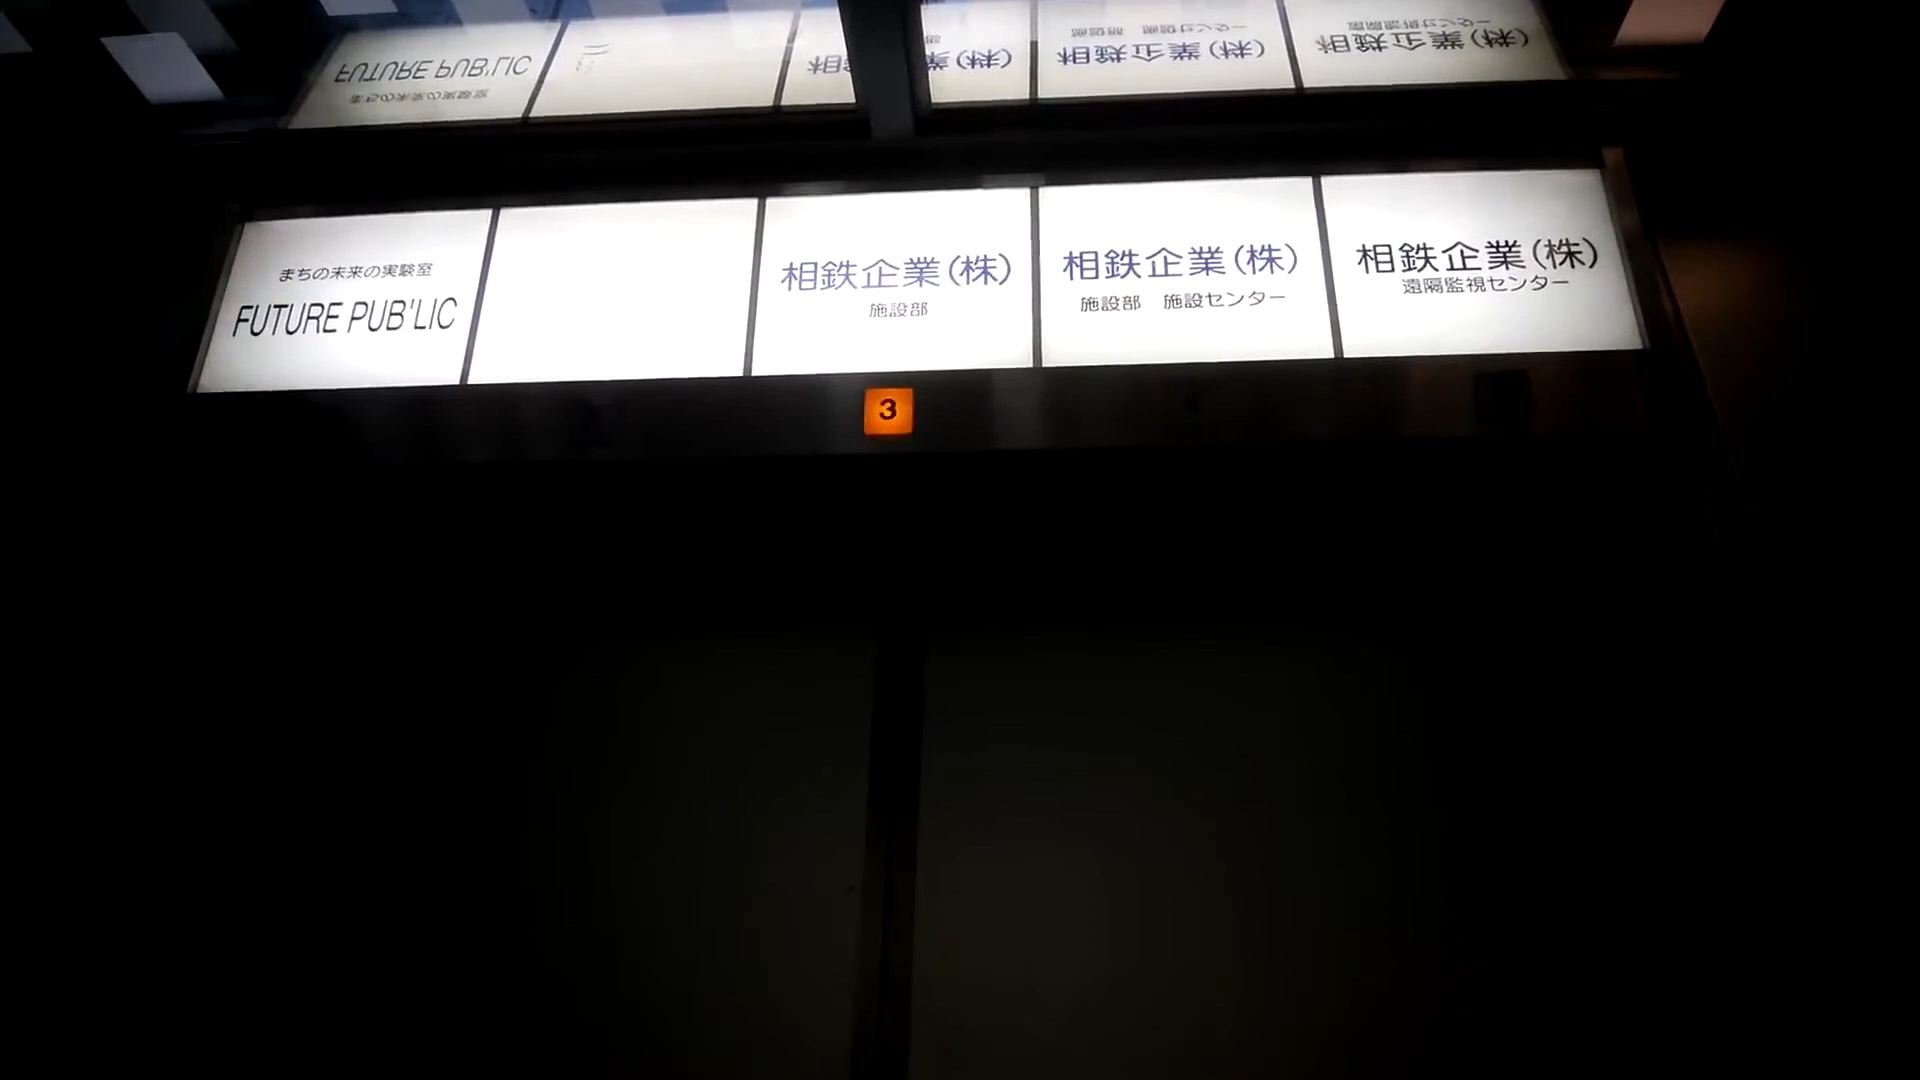 まちの未来の実験室
FUTURE PUB'LIC
相鉄企業(株)
施設部
相鉄企業(株)
施設部 施設センター
相鉄企業(株)
遠隔監視センター
3